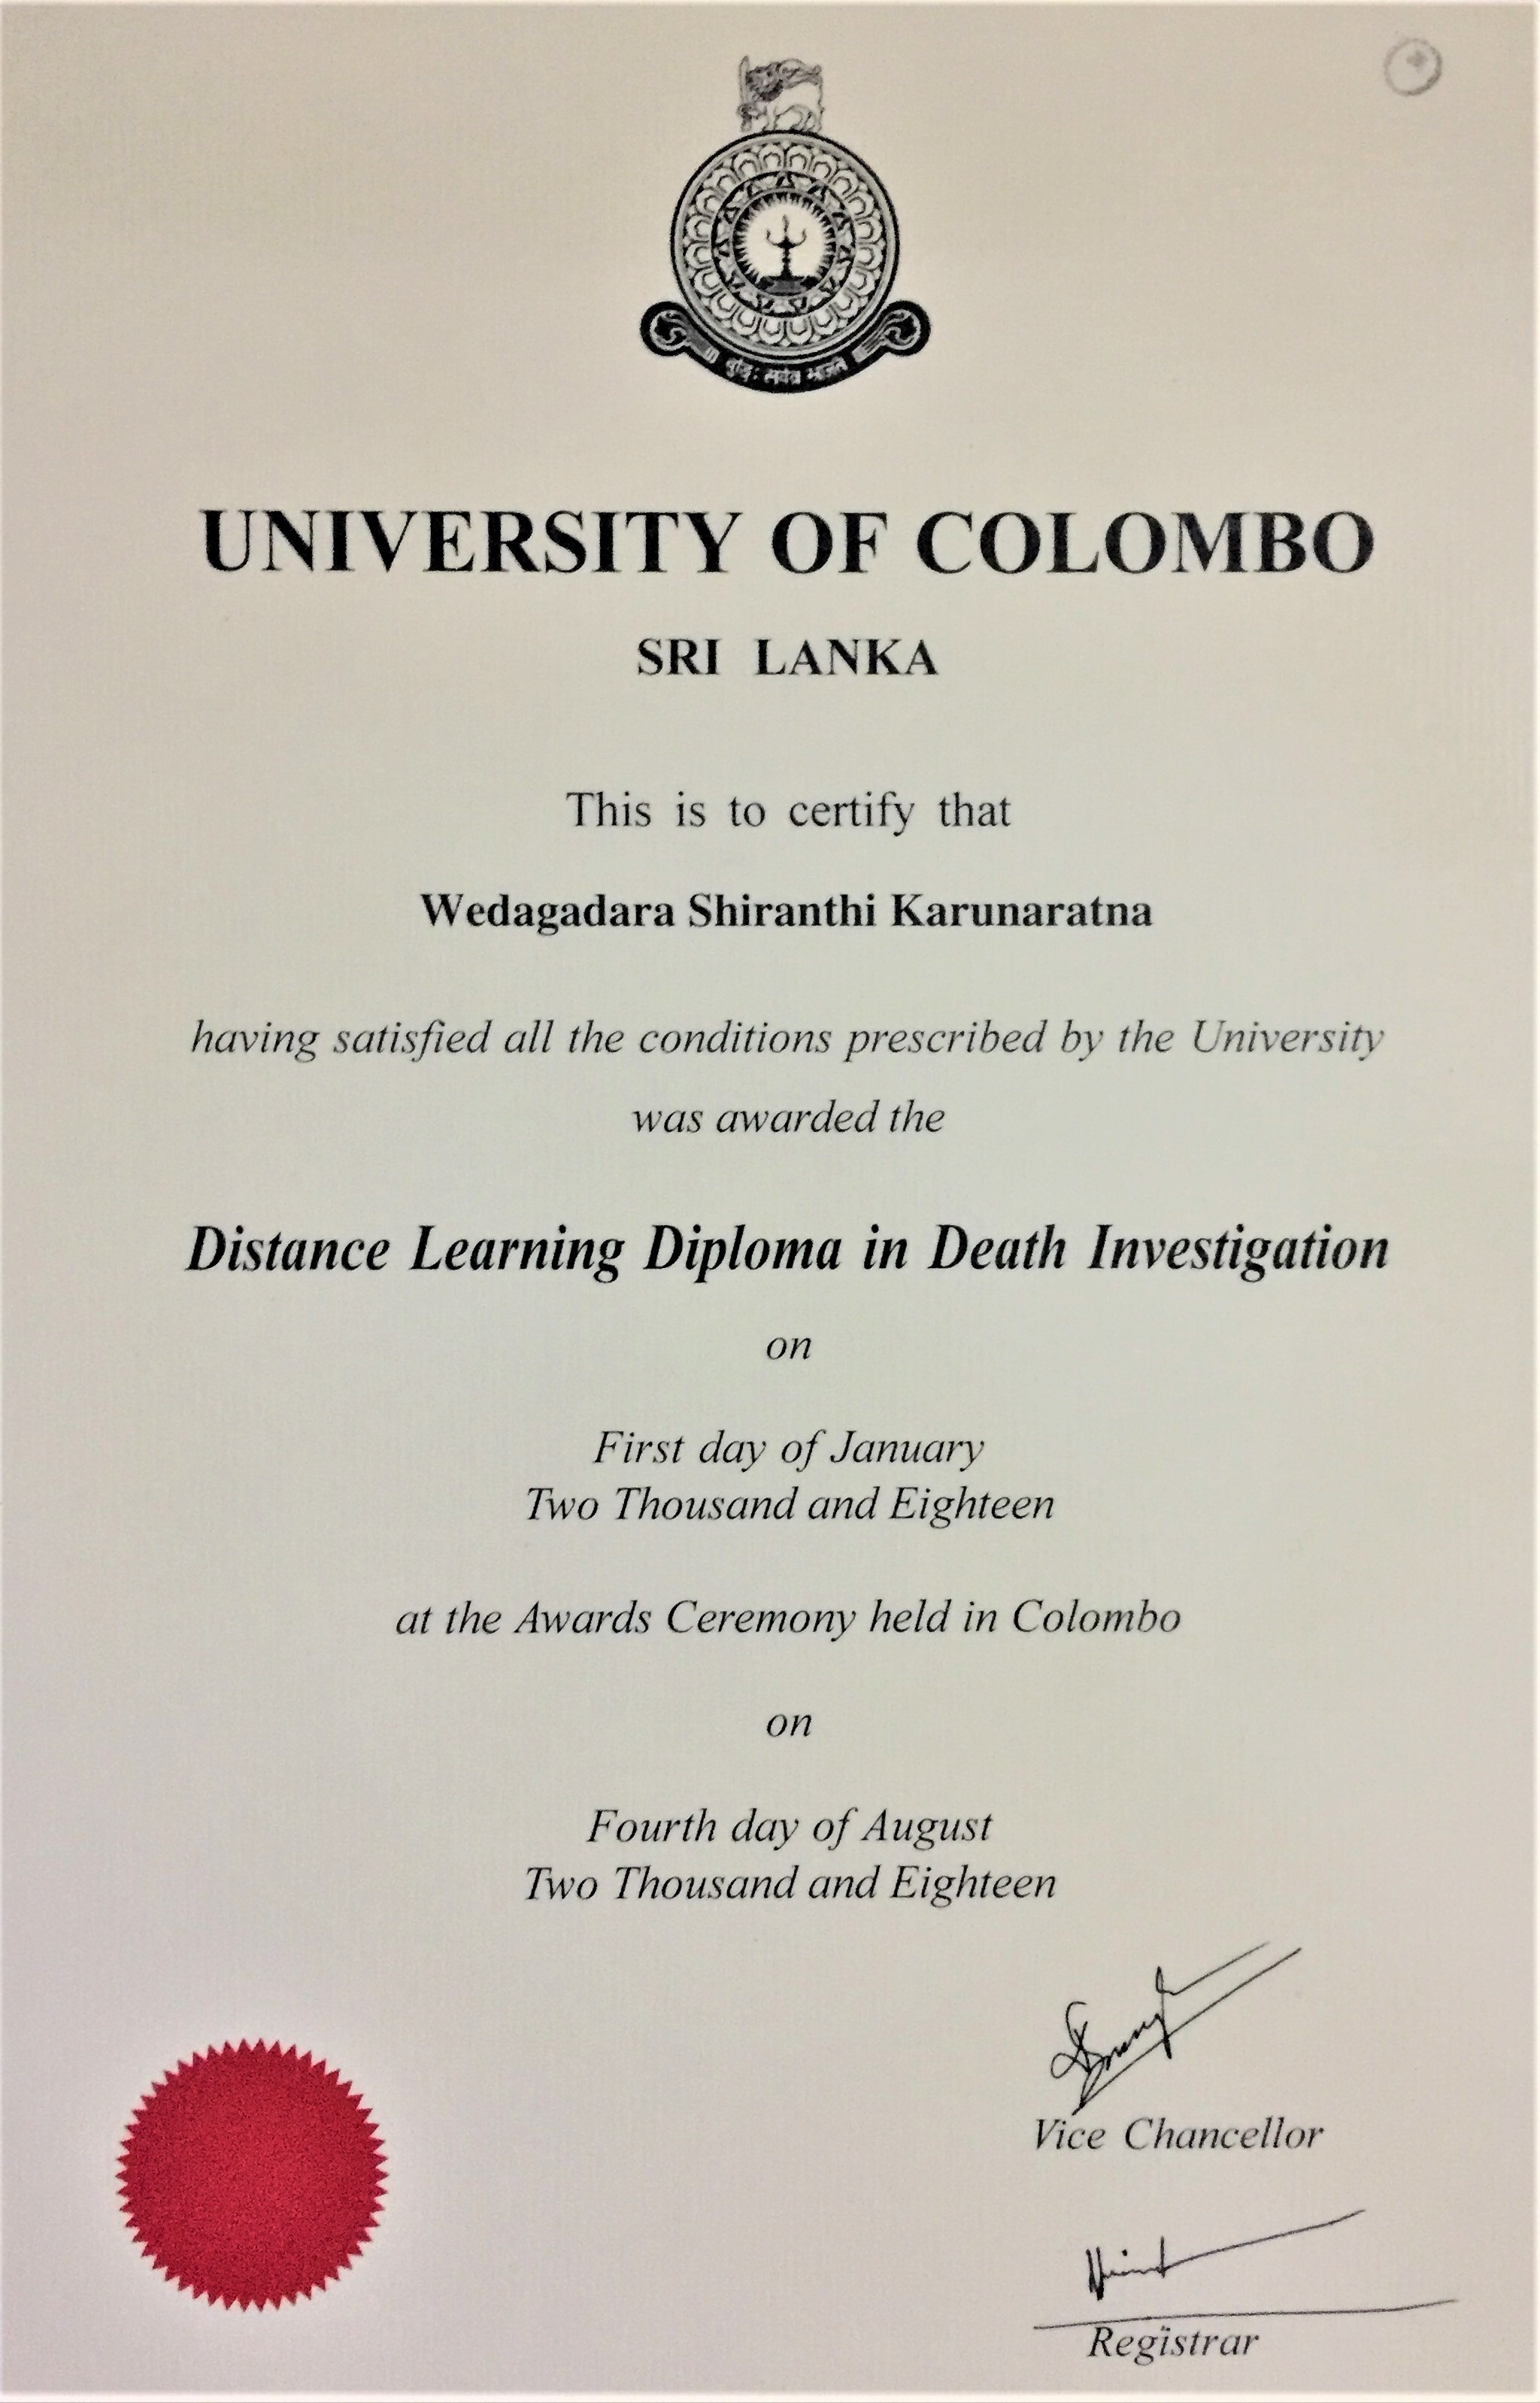 बुद्धिः सर्वत्र भ्राजते
UNIVERSITY OF COLOMBO
SRI LANKA
This is to certify that
Wedagadara Shiranthi Karunaratna
having satisfied all the conditions prescribed by the University
was awarded the
Distance Learning Diploma in Death Investigation
on
First day of January
Two Thousand and Eighteen
at the Awards Ceremony held in Colombo
on
Fourth day of August
Two Thousand and Eighteen
Vice Chancellor
Registrar